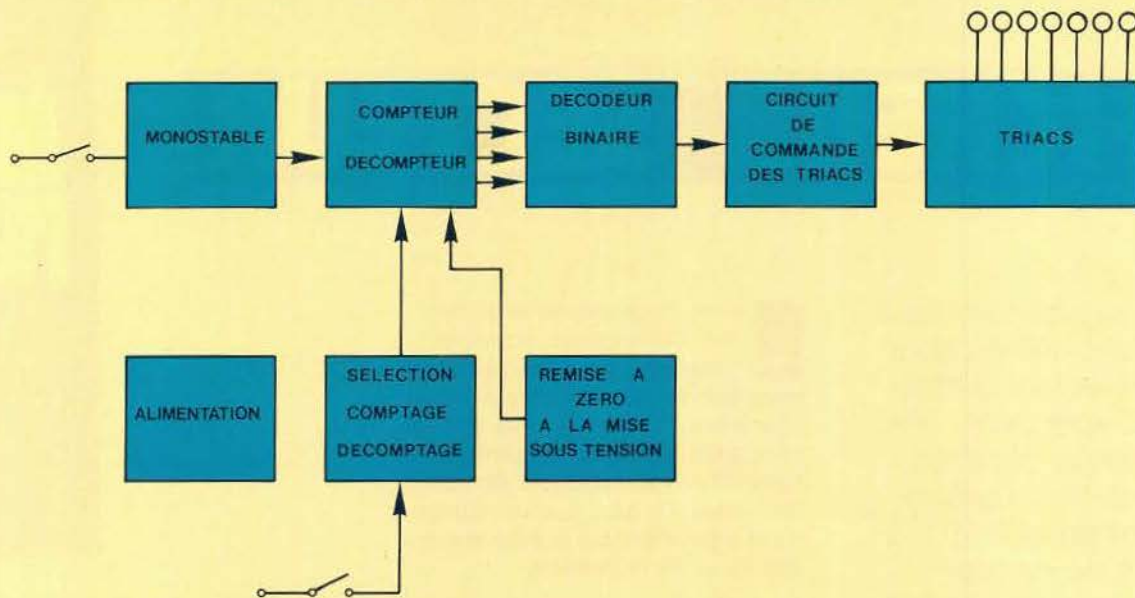 MONOSTABLE
COMPTEUR
DECOMPTEUR
DECODEUR
BINAIRE
CIRCUIT
DE
COMMANDE
DES TRIACS
TRIACS
ALIMENTATION
SELECTION
COMPTAGE
DECOMPTAGE
REMISE A
ZERO
A LA MISE
SOUS TENSION